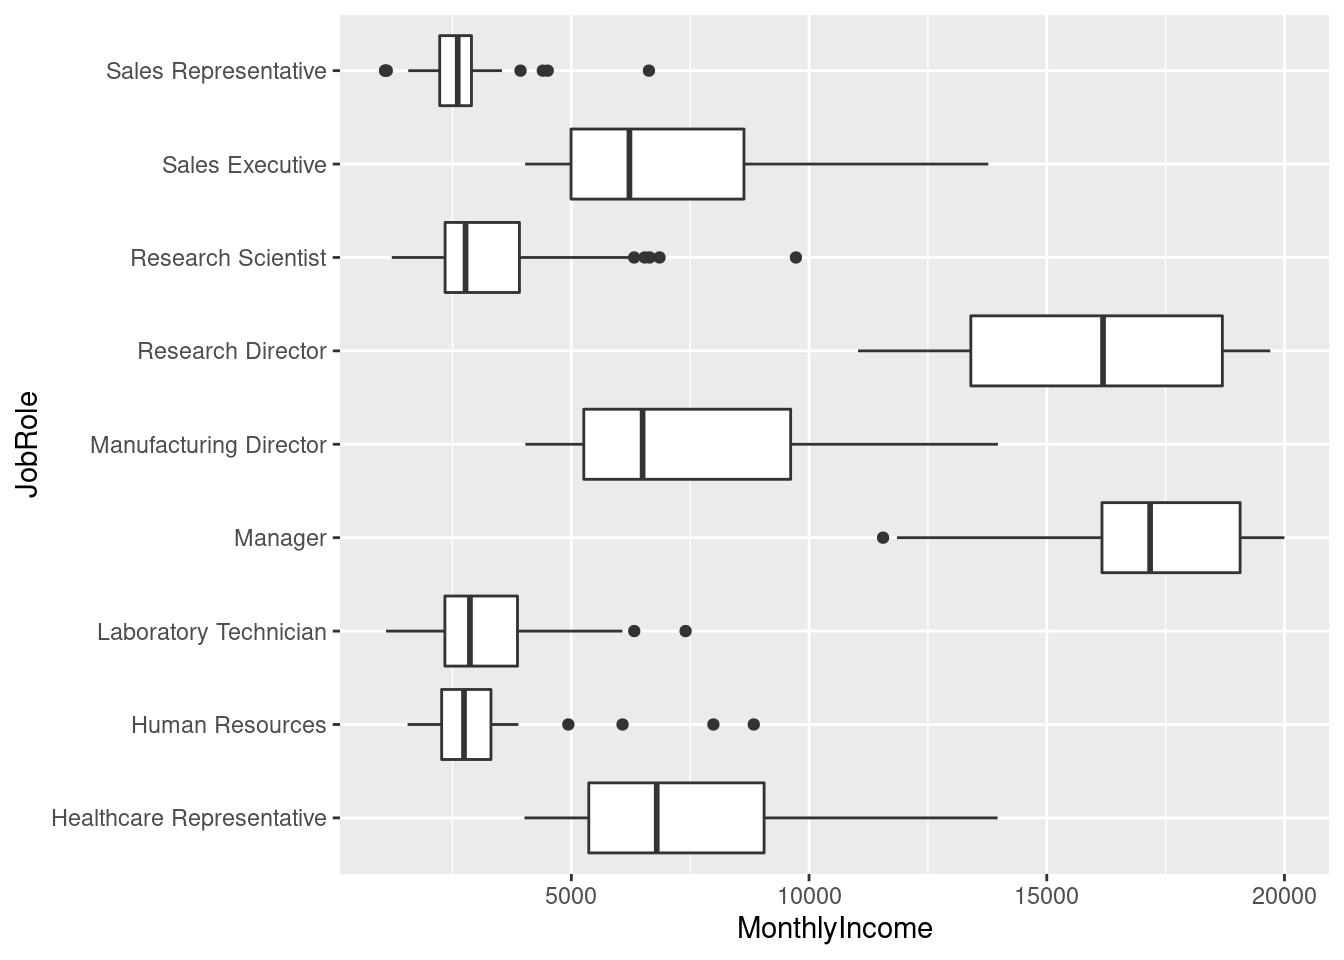 Sales Representative
Sales Executive
Research Scientist
Research Director
Manufacturing Director
Manager
Laboratory Technician
Human Resources
Healthcare Representative
JobRole
5000 10000 15000 20000
MonthlyIncome